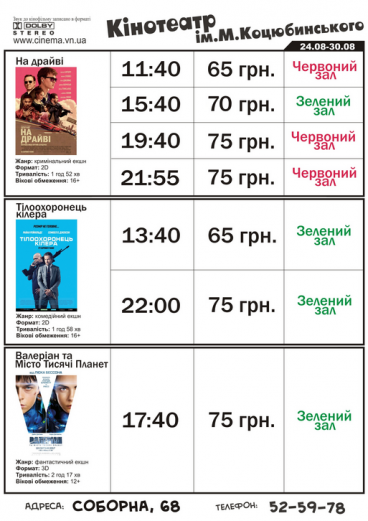 Звук до кінофільму записано в форматі
DOLBY
STEREO
www.cinema.vn.ua
Кінотеатр
ім.М.Коцюбинського
24.08-30.08
На драйві
НА
ДРАЙВІ
Жанр: кримінальний екшн
Формат: 2D
Тривалість: 1 год 52 хв
Вікові обмеження: 16+
11:40 65 грн. Червоний зал
15:40 70 грн. Зелений зал
19:40 75 грн. Червоний зал
21:55 75 грн. Червоний зал
Тілоохоронець
кілера
ТІЛООХОРОНЕЦЬ
КІЛЕРА
Жанр: комедійний екшн
Формат: 2D
Тривалість: 1 год 58 хв
Вікові обмеження: 16+
13:40 65 грн. Зелений зал
22:00 75 грн. Зелений зал
Валеріан та
Місто Тисячі Планет
Жанр: фантастичний екшн
Формат: 3D
Тривалість: 2 год 17 хв
Вікові обмеження: 12+
17:40 75 грн. Зелений зал
АДРЕСА: СОБОРНА, 68 ТЕЛЕФОН: 52-59-78